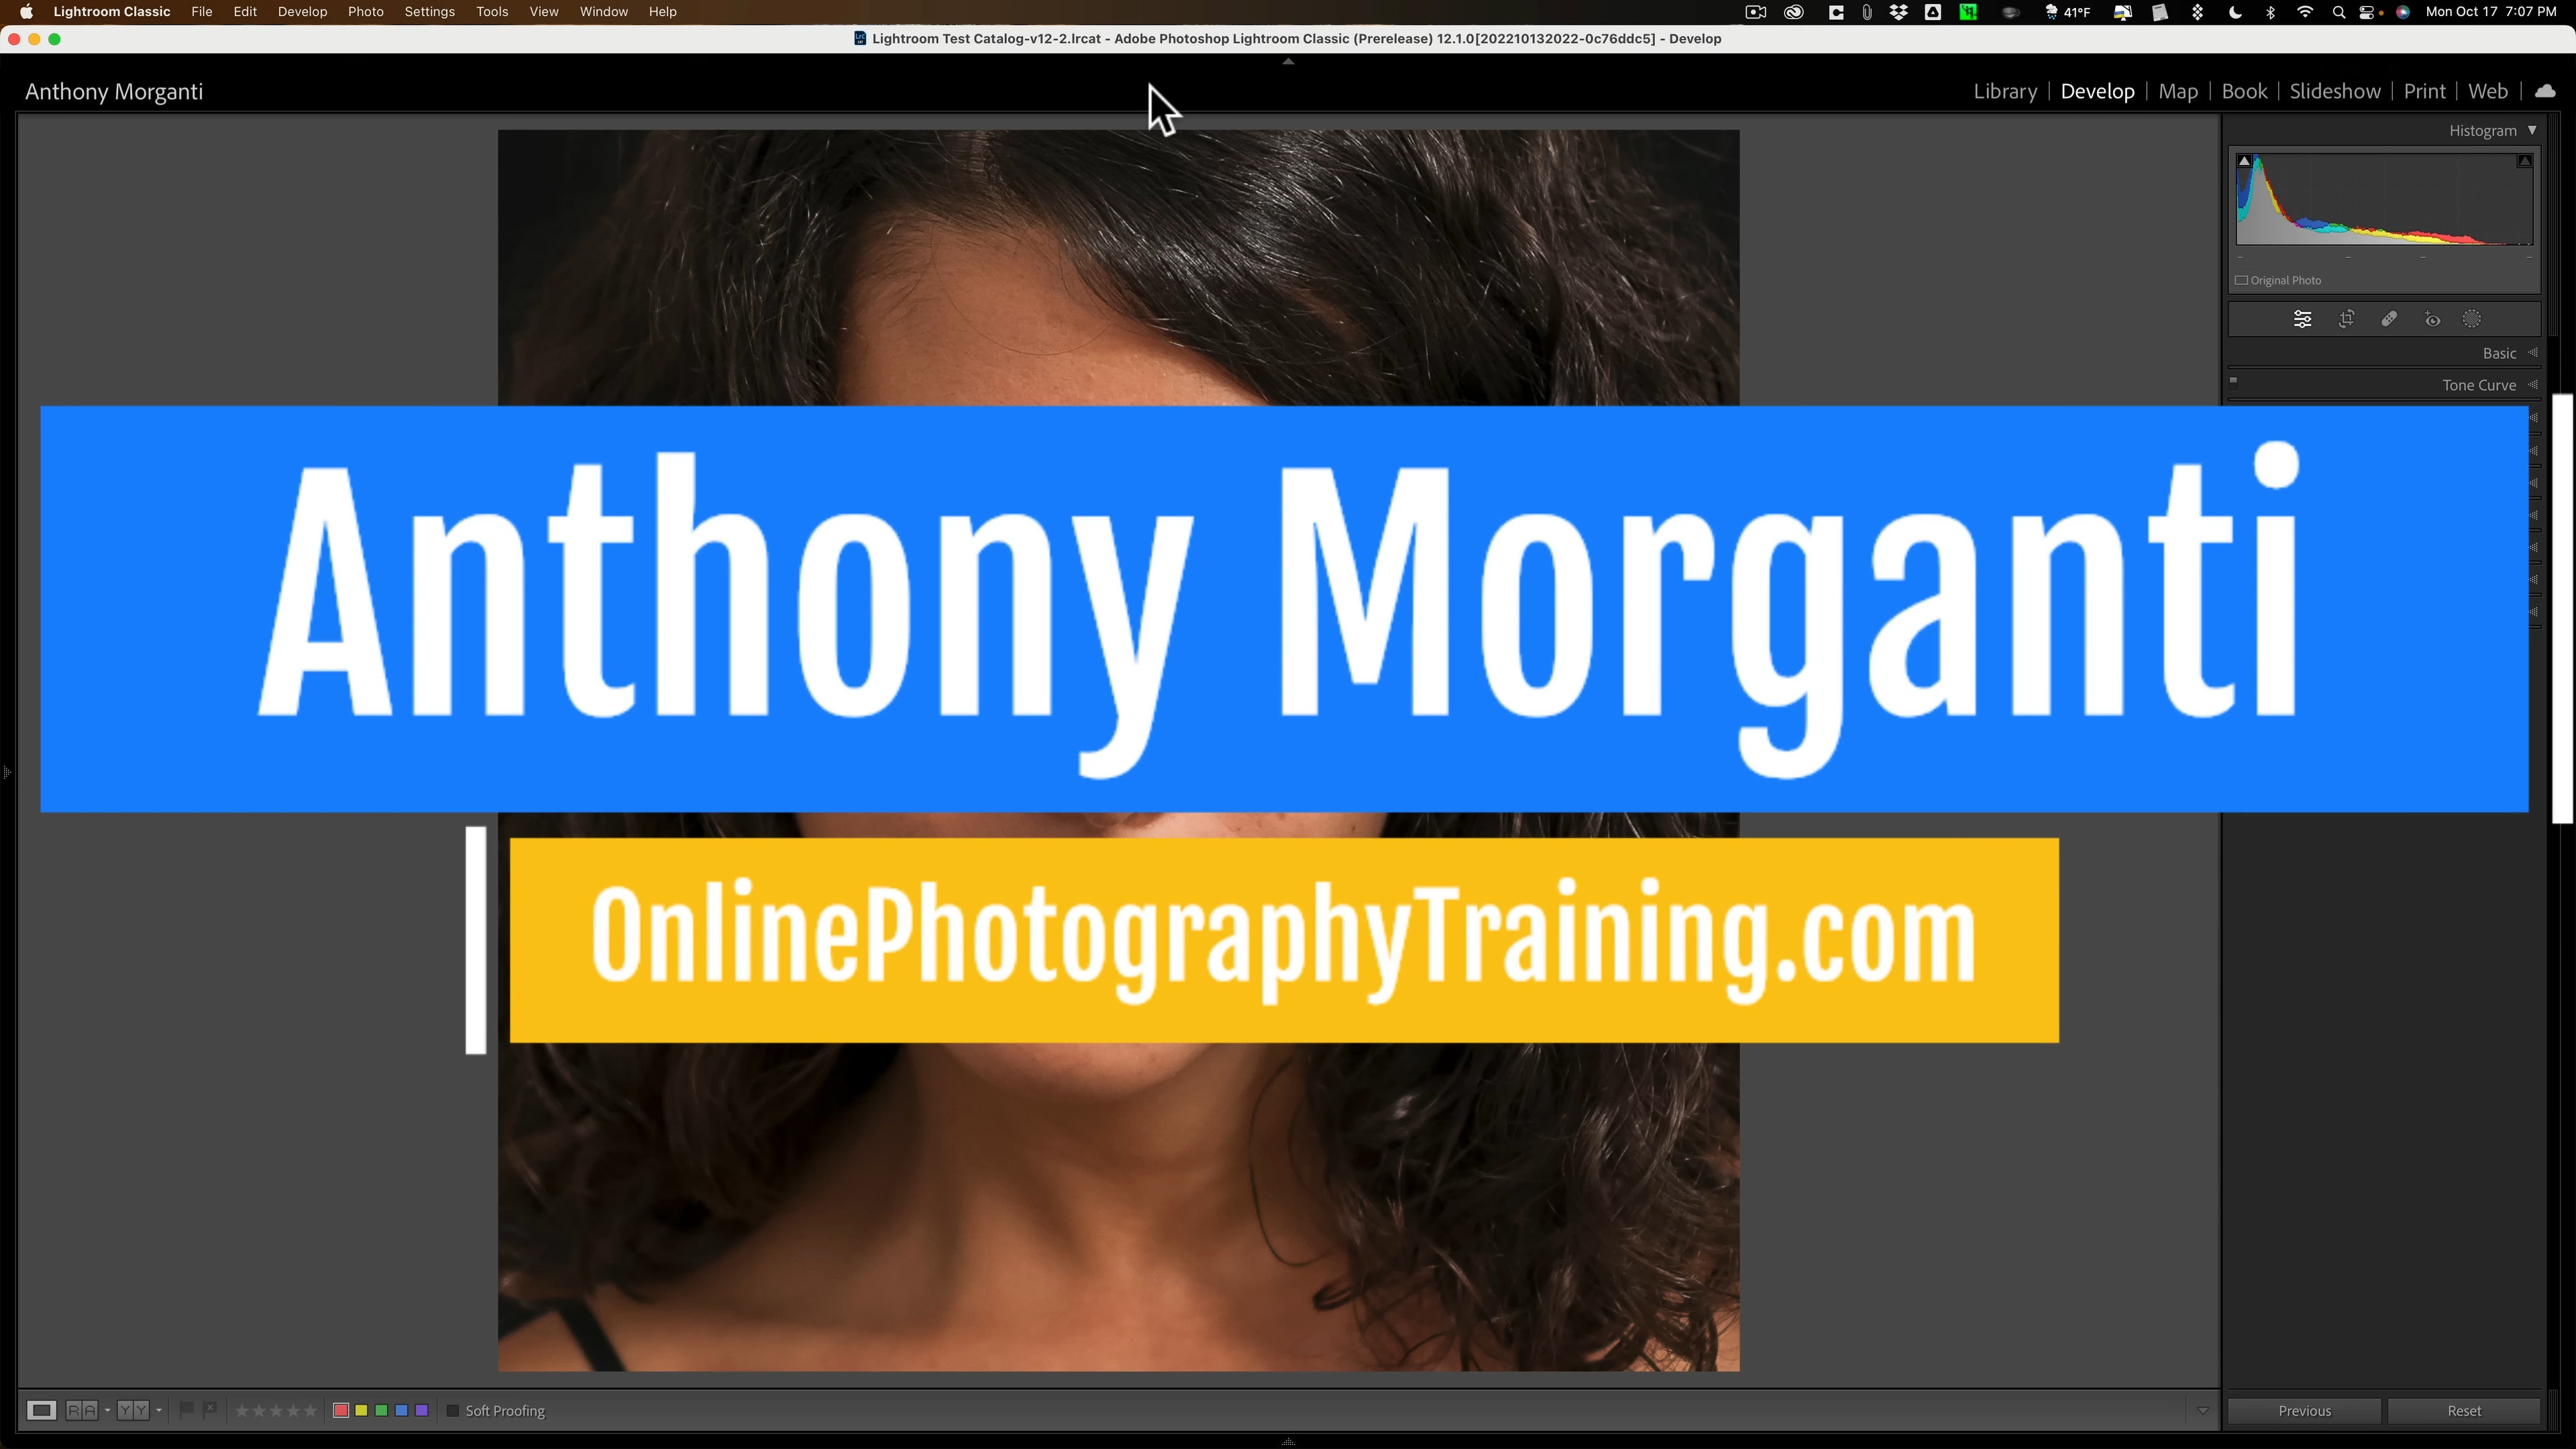 Lightroom Classic File Edit Develop Photo Settings Tools View Window Help 41°F Mon Oct 17 7:07 PM
Lightroom Test Catalog-v12-2.lrcat - Adobe Photoshop Lightroom Classic (Prerelease) 12.1.0[202210132022-0c76ddc5] - Develop
Anthony Morganti Library | Develop | Map | Book | Slideshow | Print | Web |
Histogram
Original Photo
Basic
Tone Curve
Anthony Morganti
OnlinePhotographyTraining.com
R A Y Y Soft Proofing Previous Reset